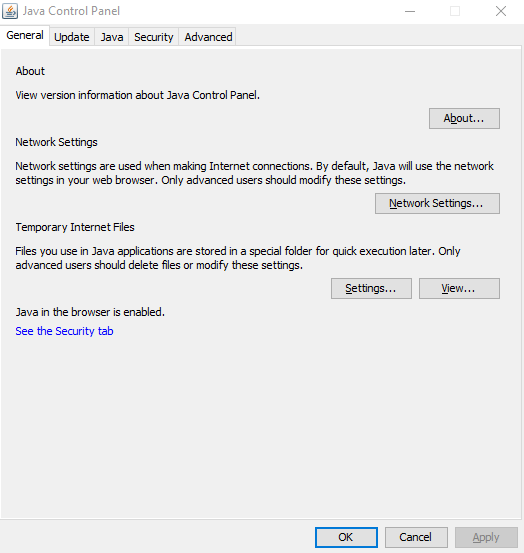 Java Control Panel
General Update Java Security Advanced
About
View version information about Java Control Panel.
About...
Network Settings
Network settings are used when making Internet connections. By default, Java will use the network
settings in your web browser. Only advanced users should modify these settings.
Network Settings...
Temporary Internet Files
Files you use in Java applications are stored in a special folder for quick execution later. Only
advanced users should delete files or modify these settings.
Settings... View...
Java in the browser is enabled.
See the Security tab
OK Cancel Apply